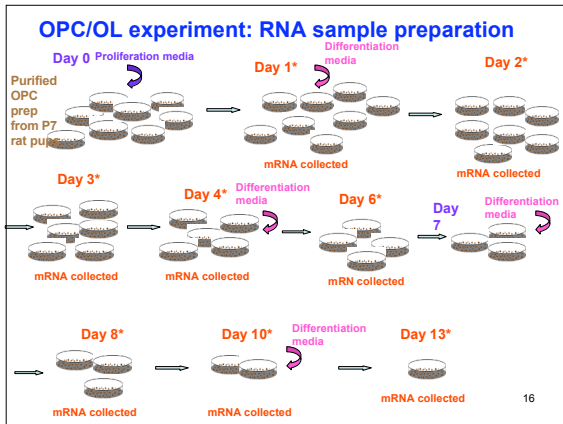 OPC/OL experiment: RNA sample preparation
Day 0 Proliferation media
Purified
OPC
prep
from P7
rat pups
Day 1*
Differentiation
media
mRNA collected
Day 2*
mRNA collected
Day 3*
mRNA collected
Day 4*
Differentiation
media
mRNA collected
Day 6*
mRN collected
Day
7
Differentiation
media
Day 8*
mRNA collected
Day 10*
Differentiation
media
mRNA collected
Day 13*
mRNA collected
16